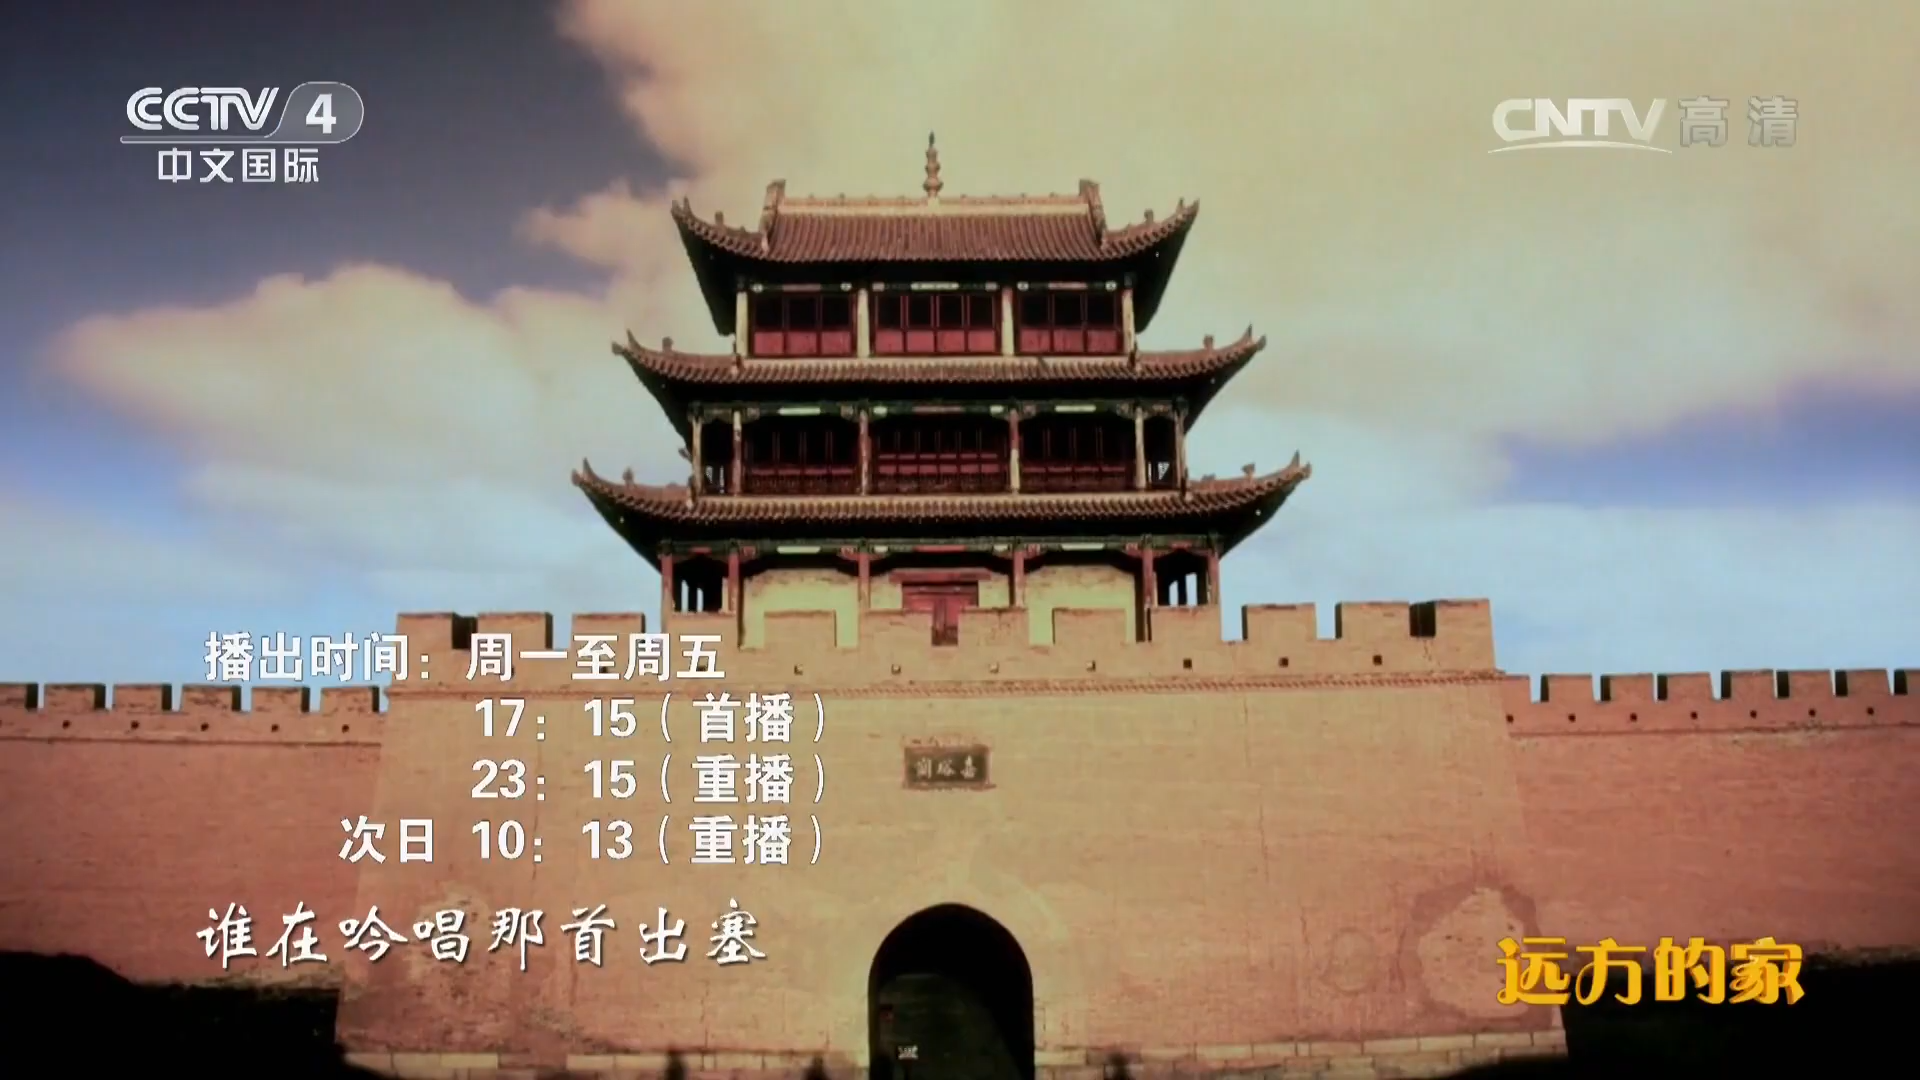 CCTV 4
中文国际
CNTV 高清
播出时间：周一至周五
17：15（首播）
23：15（重播）
次日 10：13（重播）
谁在吟唱那首出塞
远方的家